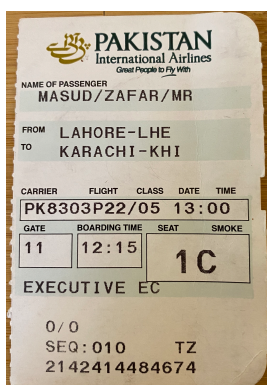 PAKISTAN
International Airlines
Great People to Fly With
NAME OF PASSENGER
MASUD/ZAFAR/MR
FROM LAHORE-LHE
TO KARACHI-KHI
CARRIER FLIGHT CLASS DATE TIME
PK8303P22/05 13:00
GATE BOARDING TIME SEAT SMOKE
11 12:15 1C
EXECUTIVE EC
0/0
SEQ:010 TZ
2142414484674